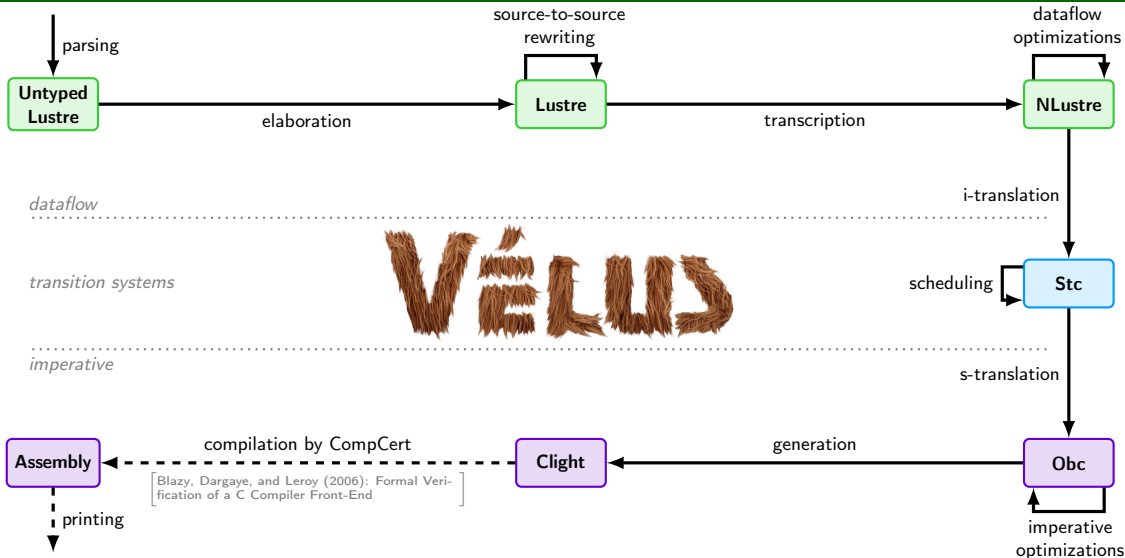 source-to-source
rewriting
dataflow
optimizations
parsing
Untyped
Lustre
elaboration
Lustre
transcription
NLustre
i-translation
dataflow
VÉLUS
transition systems
scheduling
Stc
imperative
s-translation
Assembly
compilation by CompCert
Blazy, Dargaye, and Leroy (2006): Formal Veri-
fication of a C Compiler Front-End
Clight
generation
Obc
printing
imperative
optimizations